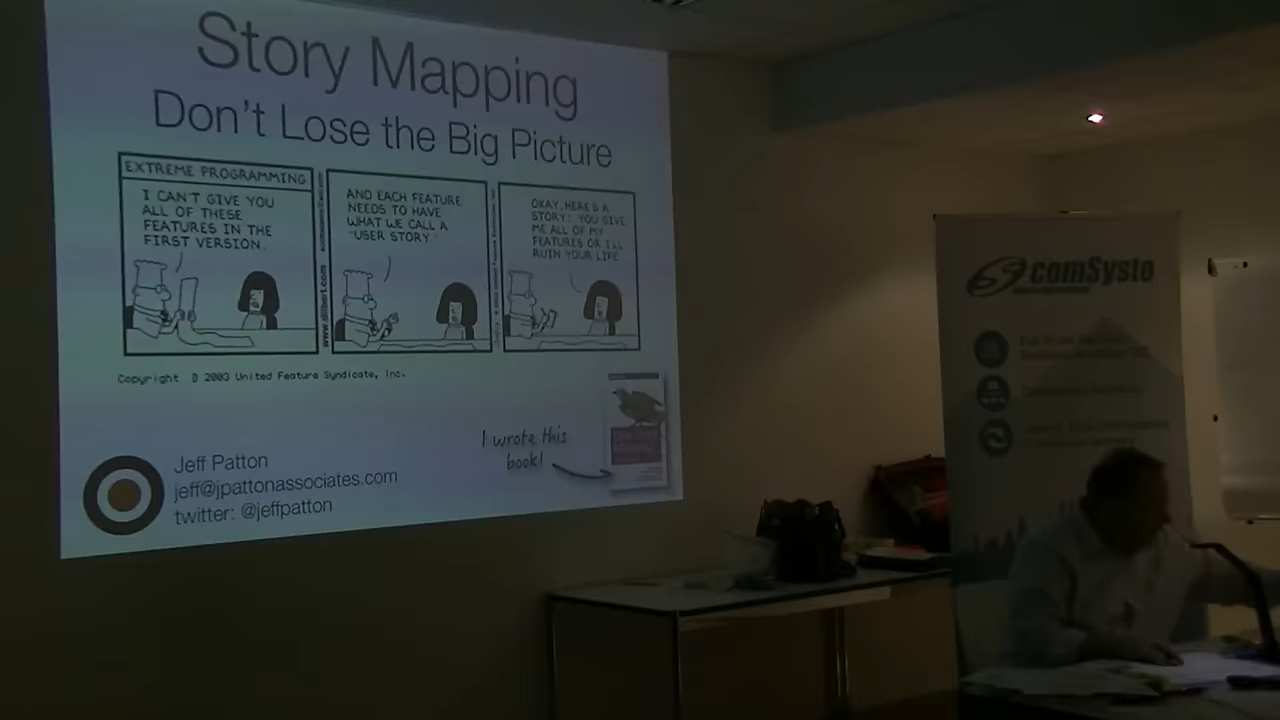 Story Mapping
Don't Lose the Big Picture
EXTREME PROGRAMMING
I CAN'T GIVE YOU
ALL OF THESE
FEATURES IN THE
FIRST VERSION.
AND EACH FEATURE
NEEDS TO HAVE
WHAT WE CALL A
"USER STORY."
OKAY, HERE'S A
STORY: YOU GIVE
ME ALL OF MY
FEATURES OR I'LL
RUIN YOUR LIFE.
www.dilbert.com
Copyright © 2003 United Feature Syndicate, Inc.
I wrote this
book!
Jeff Patton
jeff@jpattonassociates.com
twitter: @jeffpatton
comSysto